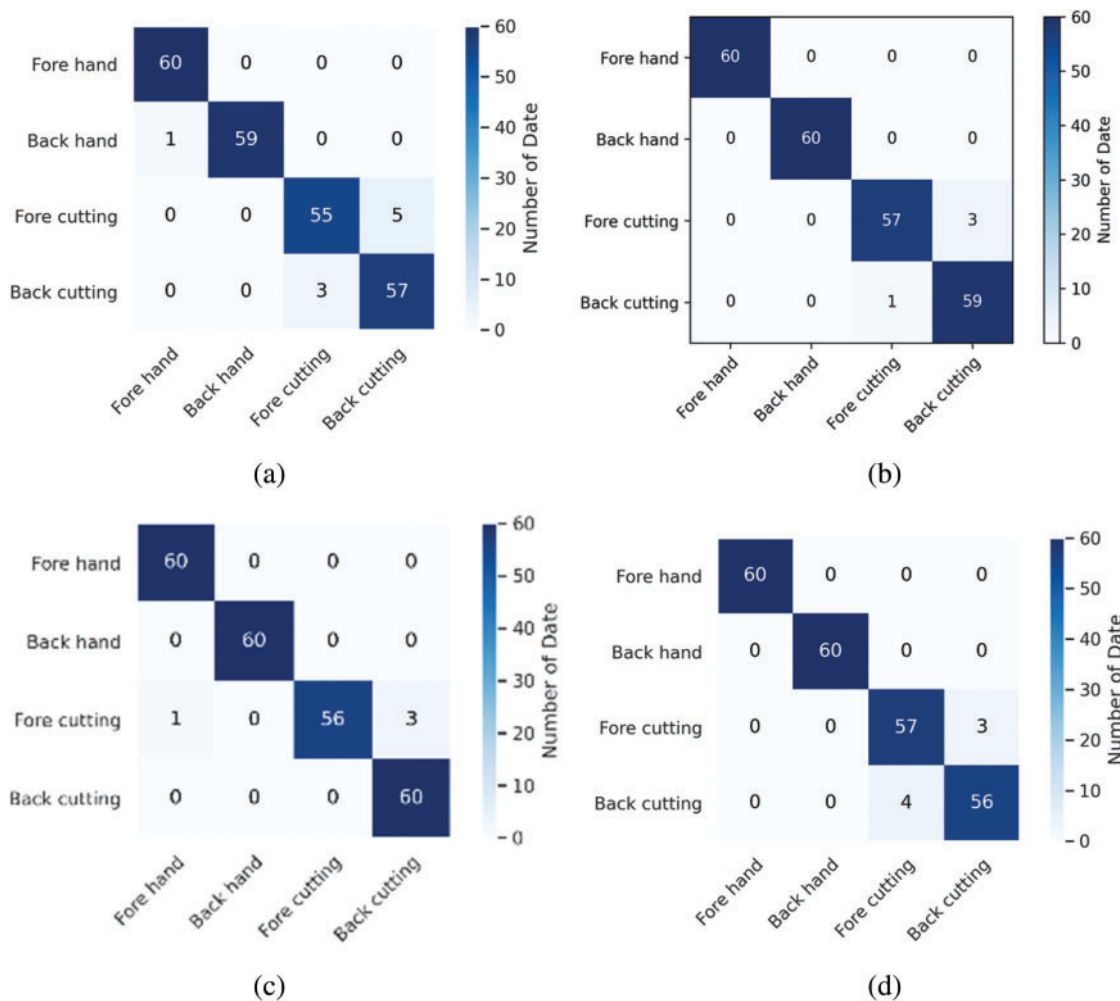 Fore hand 60 0 0 0
Back hand 1 59 0 0
Fore cutting 0 0 55 5
Back cutting 0 0 3 57
Fore hand Back hand Fore cutting Back cutting
60
50
40
30
20
10
0
Number of Date
(a)
Fore hand 60 0 0 0
Back hand 0 60 0 0
Fore cutting 0 0 57 3
Back cutting 0 0 1 59
Fore hand Back hand Fore cutting Back cutting
60
50
40
30
20
10
0
Number of Date
(b)
Fore hand 60 0 0 0
Back hand 0 60 0 0
Fore cutting 1 0 56 3
Back cutting 0 0 0 60
Fore hand Back hand Fore cutting Back cutting
60
50
40
30
20
10
0
Number of Date
(c)
Fore hand 60 0 0 0
Back hand 0 60 0 0
Fore cutting 0 0 57 3
Back cutting 0 0 4 56
Fore hand Back hand Fore cutting Back cutting
60
50
40
30
20
10
0
Number of Date
(d)